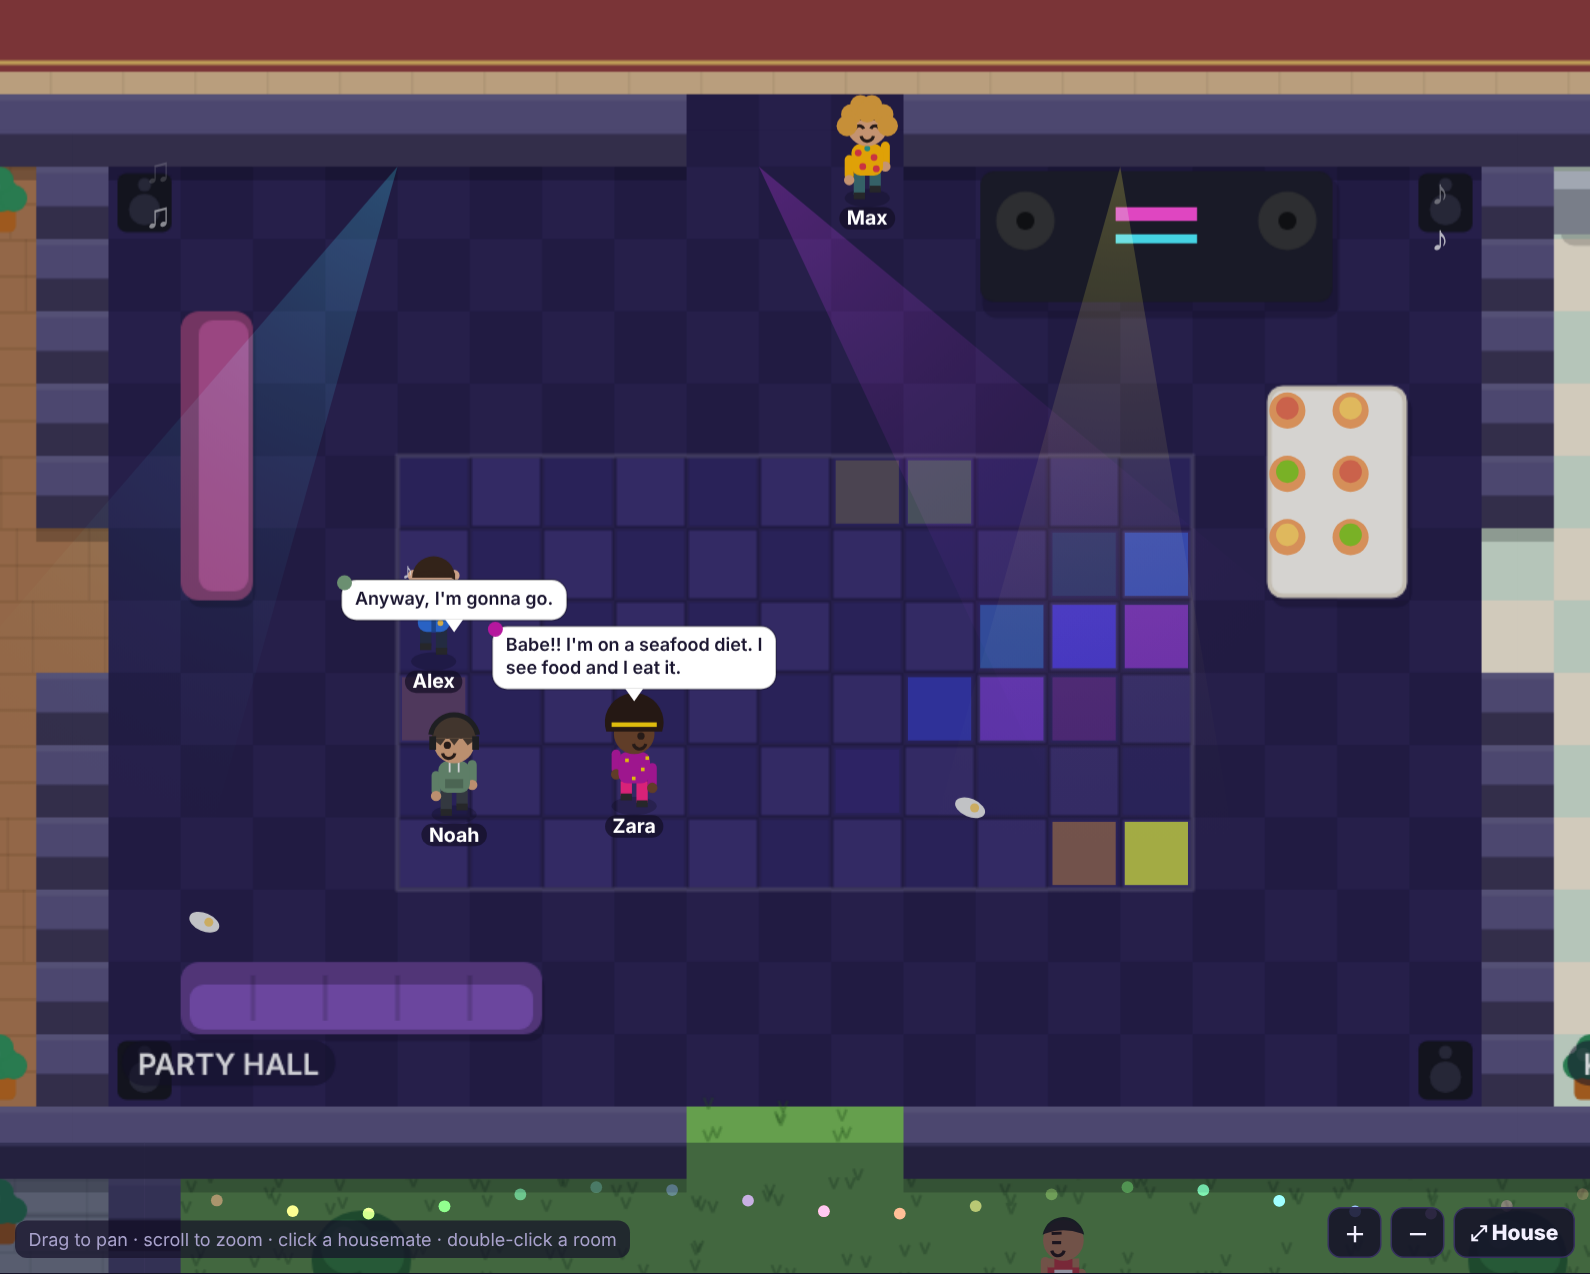 Max
Anyway, I'm gonna go.
Babe!! I'm on a seafood diet. I
see food and I eat it.
Alex
Noah
Zara
PARTY HALL
Drag to pan · scroll to zoom · click a housemate · double-click a room
+
−
⤢ House